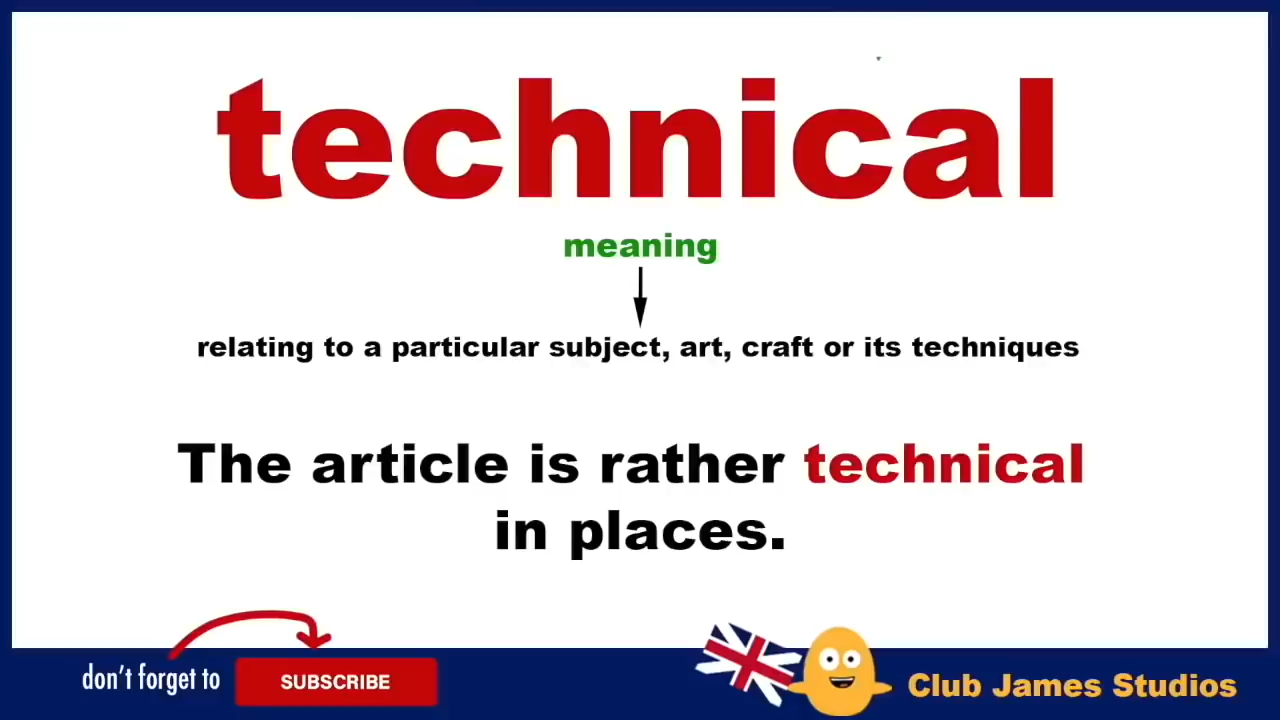 technical
meaning
relating to a particular subject, art, craft or its techniques
The article is rather technical
in places.
don't forget to
SUBSCRIBE
Club James Studios